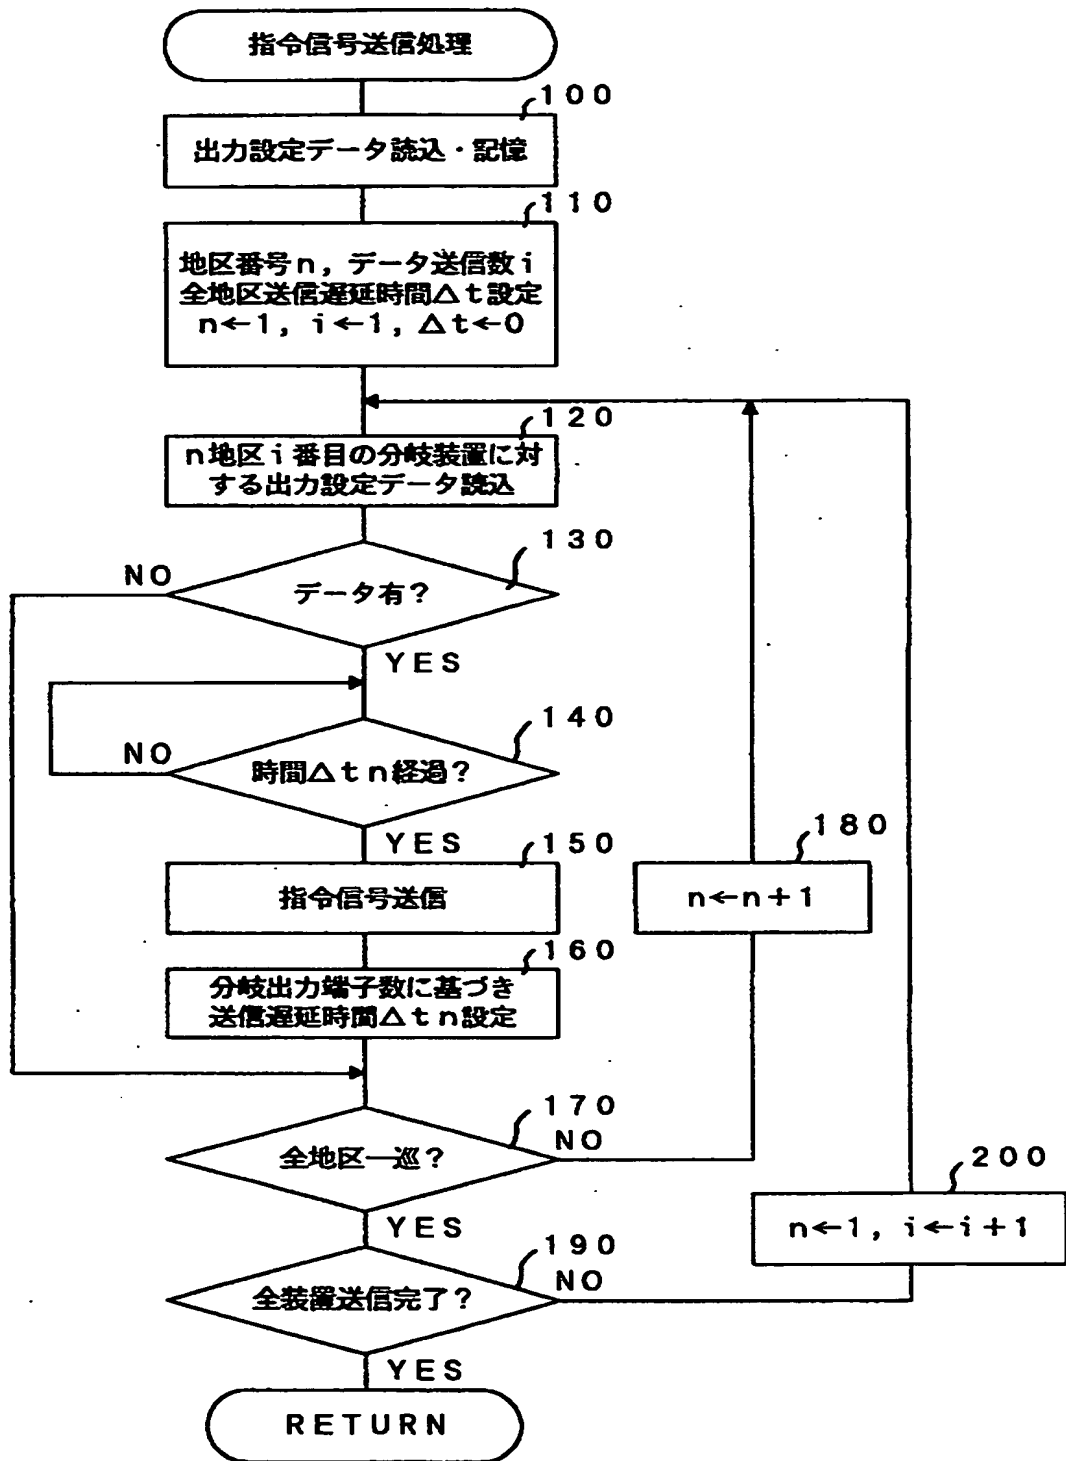 指令信号送信処理
100
出力設定データ読込・記憶
110
地区番号n, データ送信数i
全地区送信遅延時間Δt設定
n←1, i←1, Δt←0
120
n地区i番目の分岐装置に対
する出力設定データ読込
130
NO
データ有?
YES
140
NO
時間Δtn経過?
YES
150
180
指令信号送信
n←n+1
160
分岐出力端子数に基づき
送信遅延時間Δtn設定
170
NO
全地区一巡?
200
YES
n←1, i←i+1
190
NO
全装置送信完了?
YES
RETURN